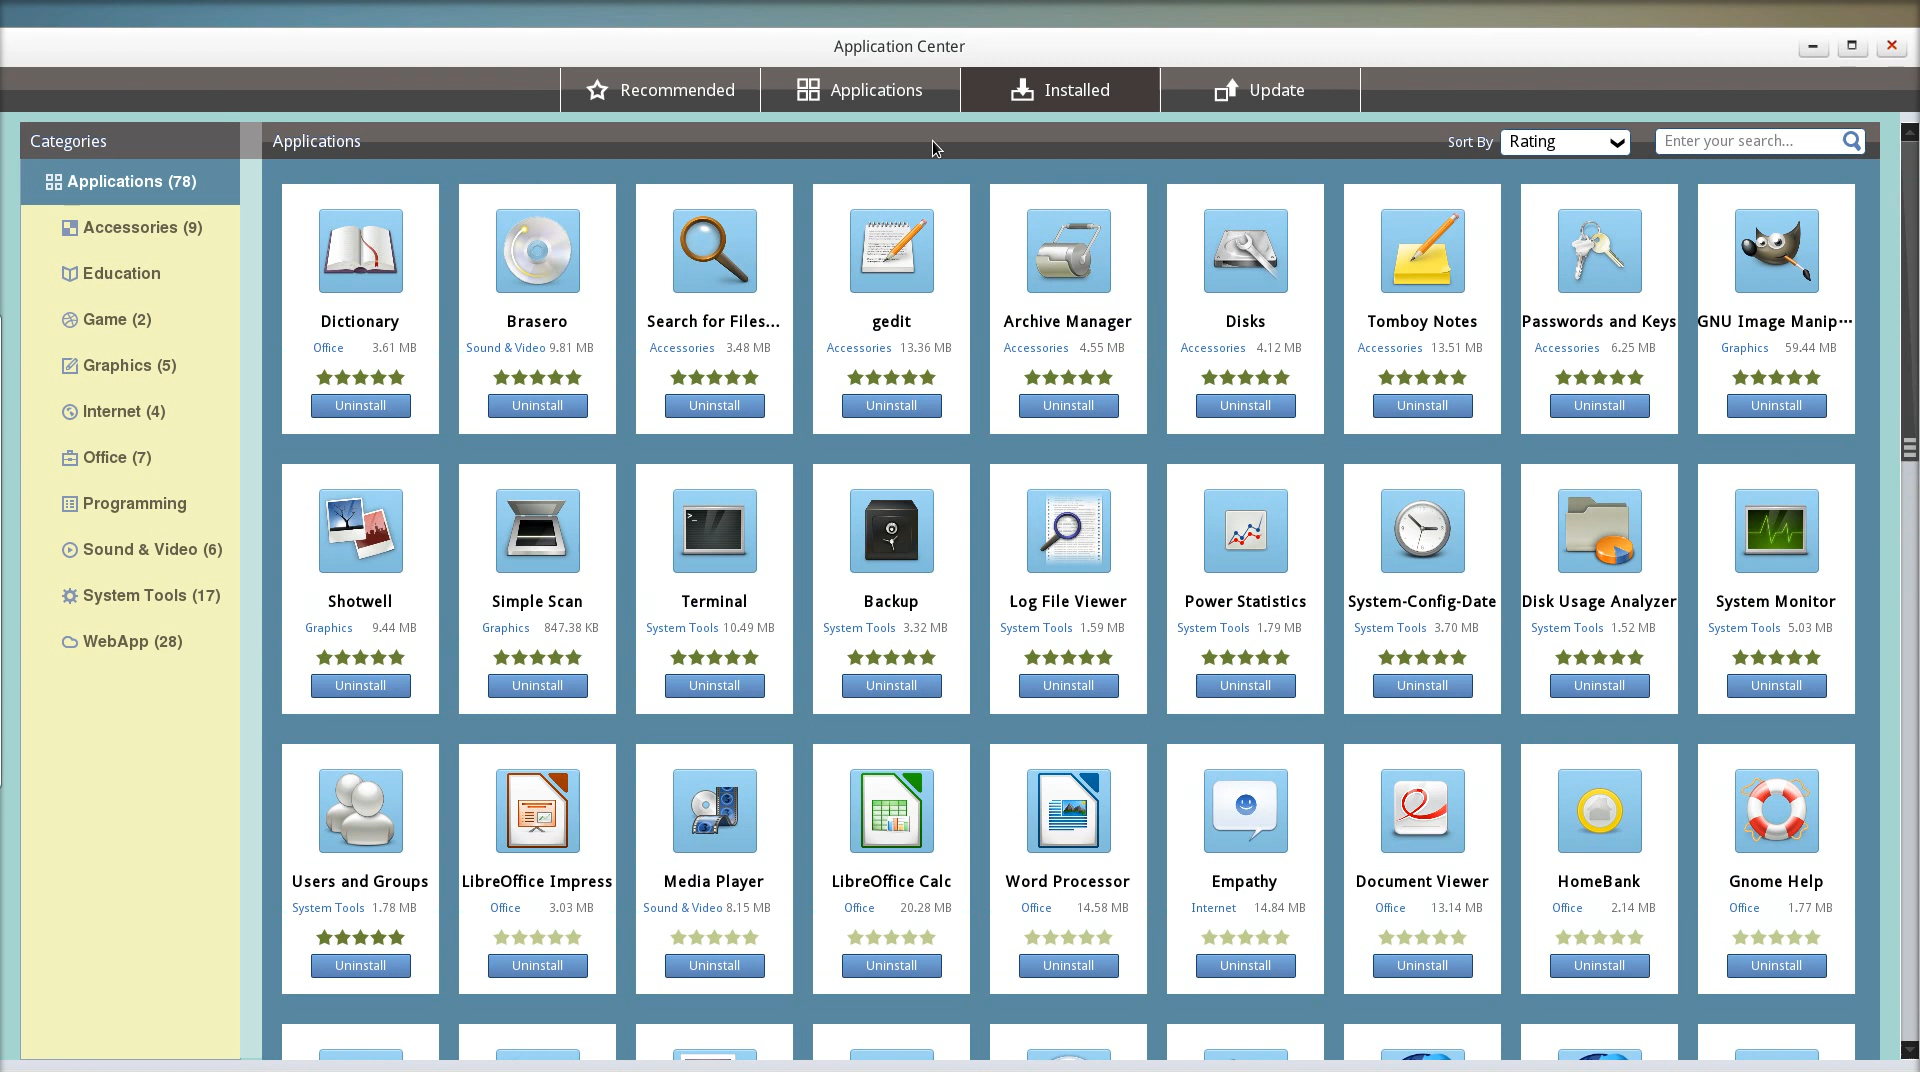 Application Center
Recommended
Applications
Installed
Update
Categories
Applications (78)
Accessories (9)
Education
Game (2)
Graphics (5)
Internet (4)
Office (7)
Programming
Sound & Video (6)
System Tools (17)
WebApp (28)
Applications
Sort By
Rating
Enter your search...
Dictionary
Office 3.61 MB
Uninstall
Brasero
Sound & Video 9.81 MB
Uninstall
Search for Files...
Accessories 3.48 MB
Uninstall
gedit
Accessories 13.36 MB
Uninstall
Archive Manager
Accessories 4.55 MB
Uninstall
Disks
Accessories 4.12 MB
Uninstall
Tomboy Notes
Accessories 13.51 MB
Uninstall
Passwords and Keys
Accessories 6.25 MB
Uninstall
GNU Image Manip...
Graphics 59.44 MB
Uninstall
Shotwell
Graphics 9.44 MB
Uninstall
Simple Scan
Graphics 847.38 KB
Uninstall
Terminal
System Tools 10.49 MB
Uninstall
Backup
System Tools 3.32 MB
Uninstall
Log File Viewer
System Tools 1.59 MB
Uninstall
Power Statistics
System Tools 1.79 MB
Uninstall
System-Config-Date
System Tools 3.70 MB
Uninstall
Disk Usage Analyzer
System Tools 1.52 MB
Uninstall
System Monitor
System Tools 5.03 MB
Uninstall
Users and Groups
System Tools 1.78 MB
Uninstall
LibreOffice Impress
Office 3.03 MB
Uninstall
Media Player
Sound & Video 8.15 MB
Uninstall
LibreOffice Calc
Office 20.28 MB
Uninstall
Word Processor
Office 14.58 MB
Uninstall
Empathy
Internet 14.84 MB
Uninstall
Document Viewer
Office 13.14 MB
Uninstall
HomeBank
Office 2.14 MB
Uninstall
Gnome Help
Office 1.77 MB
Uninstall